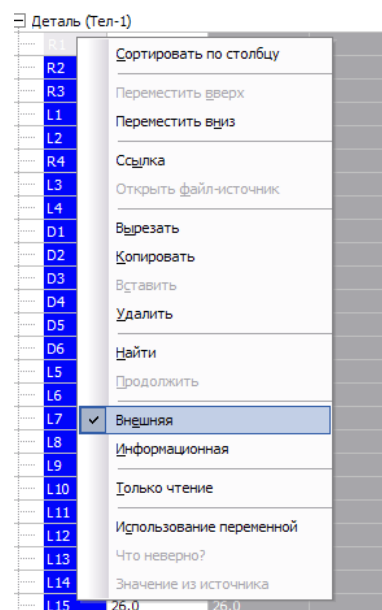 Деталь (Тел-1)
R1
Сортировать по столбцу
R2
R3
Переместить вверх
L1
Переместить вниз
L2
R4
Ссылка
L3
Открыть файл-источник
L4
D1
Вырезать
D2
Копировать
D3
Вставить
D4
Удалить
D5
D6
Найти
L5
Продолжить
L6
L7
Внешняя
L8
Информационная
L9
L10
Только чтение
L11
L12
Использование переменной
L13
Что неверно?
L14
Значение из источника
L15 26.0 26.0